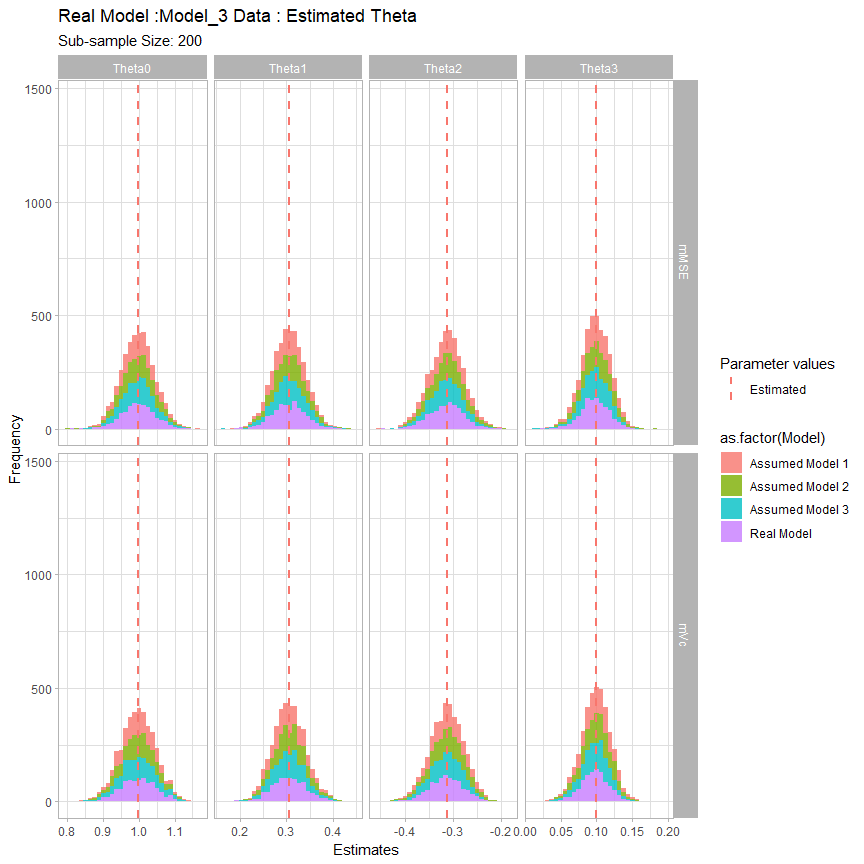 Real Model :Model_3 Data : Estimated Theta
Sub-sample Size: 200
Theta0 Theta1 Theta2 Theta3
1500
1000
500
0
mMSE
1500
1000
500
0
mVc
Frequency
0.8 0.9 1.0 1.1 0.2 0.3 0.4 -0.4 -0.3 -0.2 0.00 0.05 0.10 0.15 0.20
Estimates
Parameter values
Estimated
as.factor(Model)
Assumed Model 1
Assumed Model 2
Assumed Model 3
Real Model